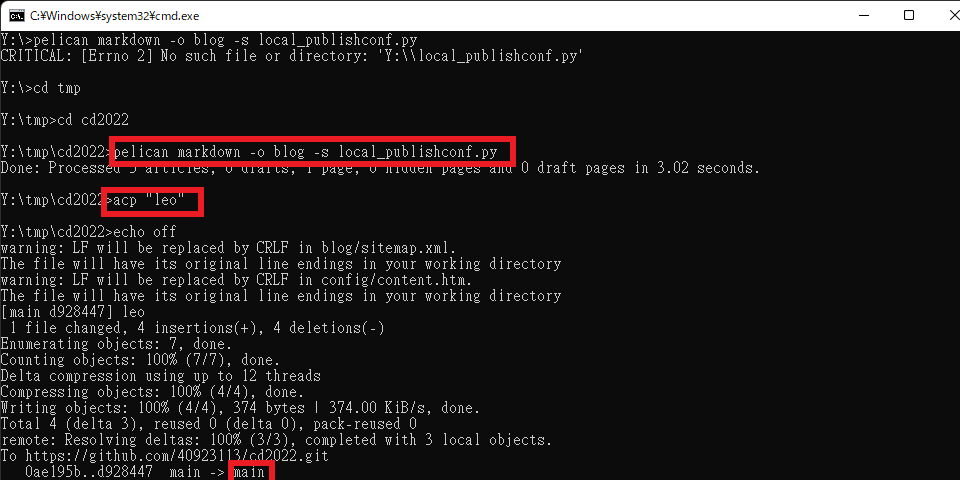 C:\Windows\system32\cmd.exe
Y:\>pelican markdown -o blog -s local_publishconf.py
CRITICAL: [Errno 2] No such file or directory: 'Y:\\local_publishconf.py'
Y:\>cd tmp
Y:\tmp>cd cd2022
Y:\tmp\cd2022>pelican markdown -o blog -s local_publishconf.py
Done: Processed 5 articles, 0 drafts, 1 page, 0 hidden pages and 0 draft pages in 3.02 seconds.
Y:\tmp\cd2022>acp "leo"
Y:\tmp\cd2022>echo off
warning: LF will be replaced by CRLF in blog/sitemap.xml.
The file will have its original line endings in your working directory
warning: LF will be replaced by CRLF in config/content.htm.
The file will have its original line endings in your working directory
[main d928447] leo
1 file changed, 4 insertions(+), 4 deletions(-)
Enumerating objects: 7, done.
Counting objects: 100% (7/7), done.
Delta compression using up to 12 threads
Compressing objects: 100% (4/4), done.
Writing objects: 100% (4/4), 374 bytes | 374.00 KiB/s, done.
Total 4 (delta 3), reused 0 (delta 0), pack-reused 0
remote: Resolving deltas: 100% (3/3), completed with 3 local objects.
To https://github.com/40923113/cd2022.git
0ae195b..d928447 main -> main